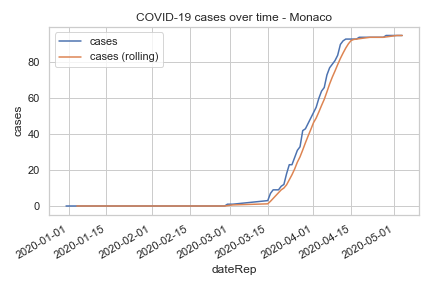 COVID-19 cases over time - Monaco
cases
cases (rolling)
cases
80
60
40
20
0
2020-01-01
2020-01-15
2020-02-01
2020-02-15
2020-03-01
2020-03-15
2020-04-01
2020-04-15
2020-05-01
dateRep